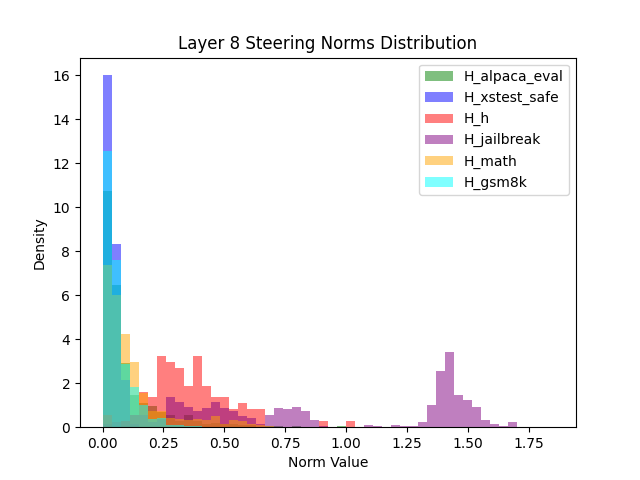 Layer 8 Steering Norms Distribution
16
14
12
10
8
6
4
2
0
Density
H_alpaca_eval
H_xstest_safe
H_h
H_jailbreak
H_math
H_gsm8k
0.00 0.25 0.50 0.75 1.00 1.25 1.50 1.75
Norm Value